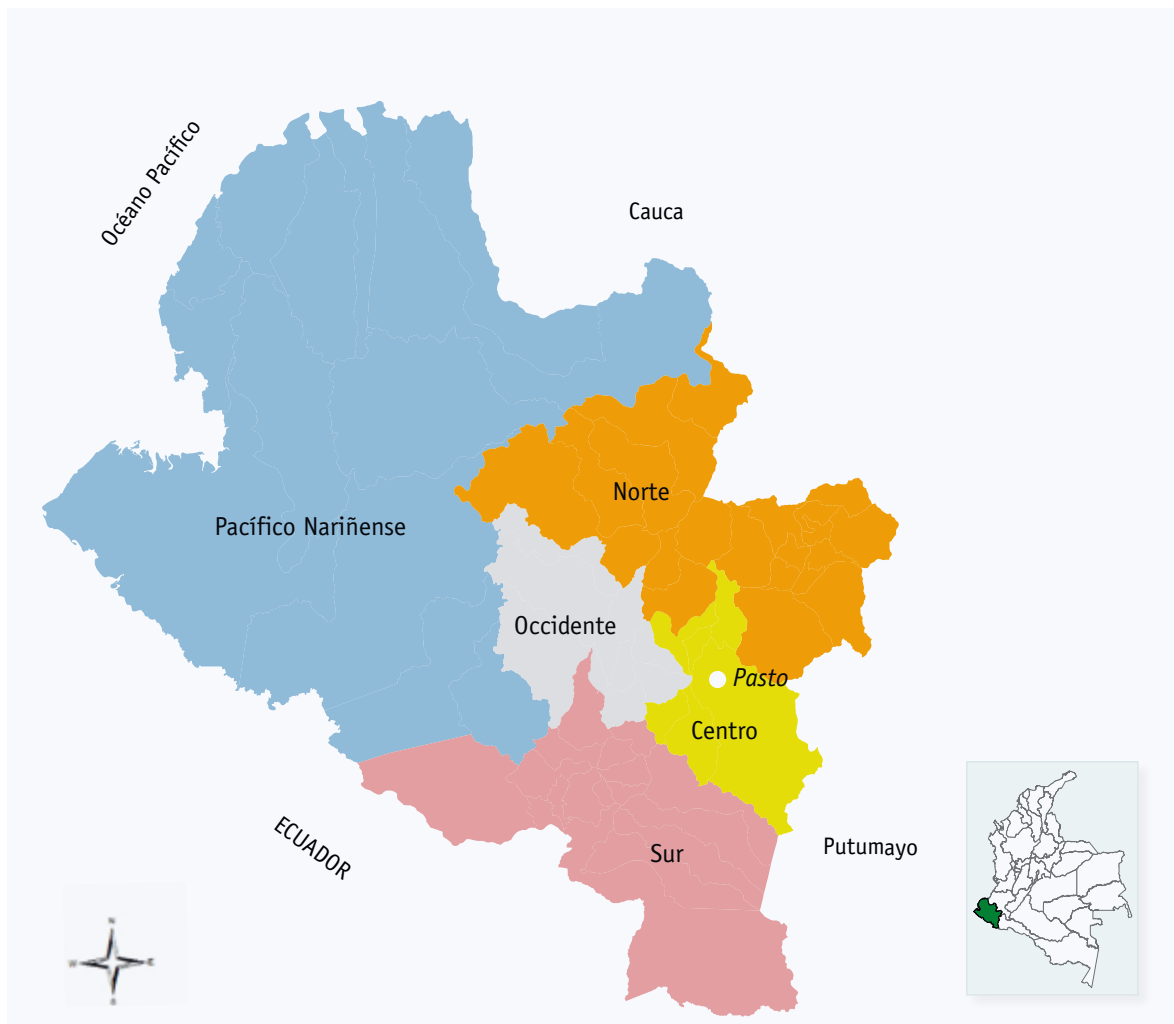 Océano Pacífico
Cauca
Norte
Pacífico Nariñense
Occidente
Pasto
Centro
ECUADOR
Sur
Putumayo
N
W E
S